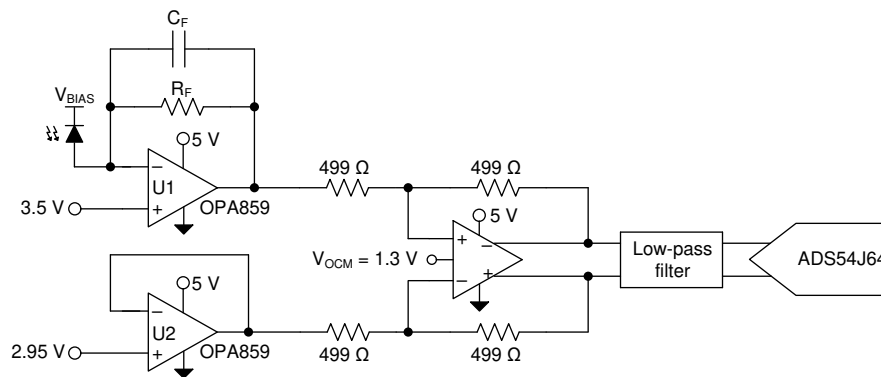 C_F
V_BIAS
R_F
5 V
U1
OPA859
3.5 V
499 Ω
499 Ω
5 V
V_OCM = 1.3 V
Low-pass
filter
ADS54J64
5 V
U2
OPA859
2.95 V
499 Ω
499 Ω